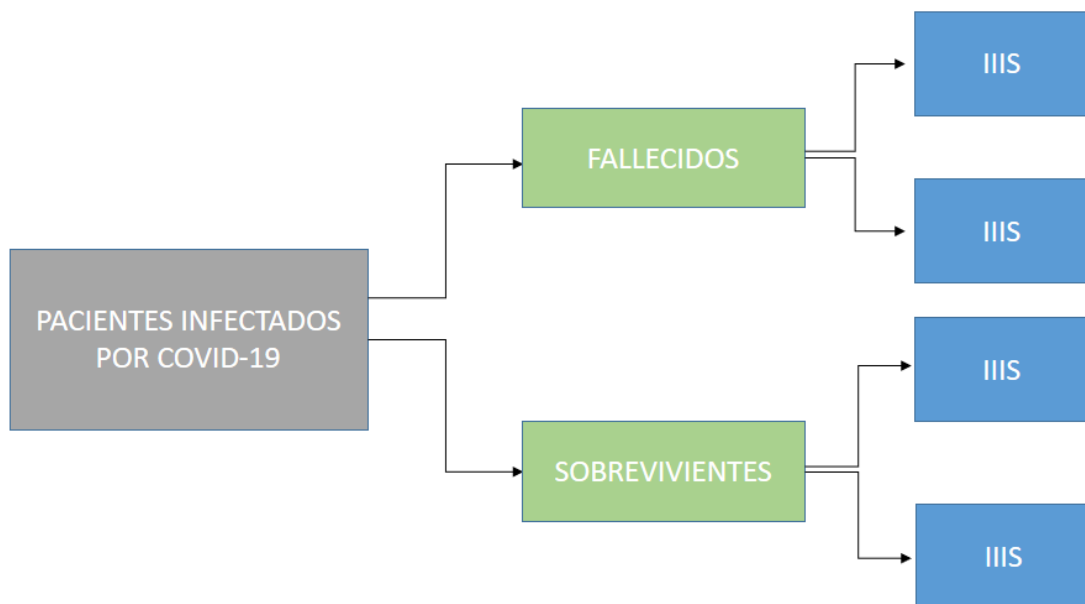 PACIENTES INFECTADOS
POR COVID-19
FALLECIDOS
SOBREVIVIENTES
IIIS
IIIS
IIIS
IIIS